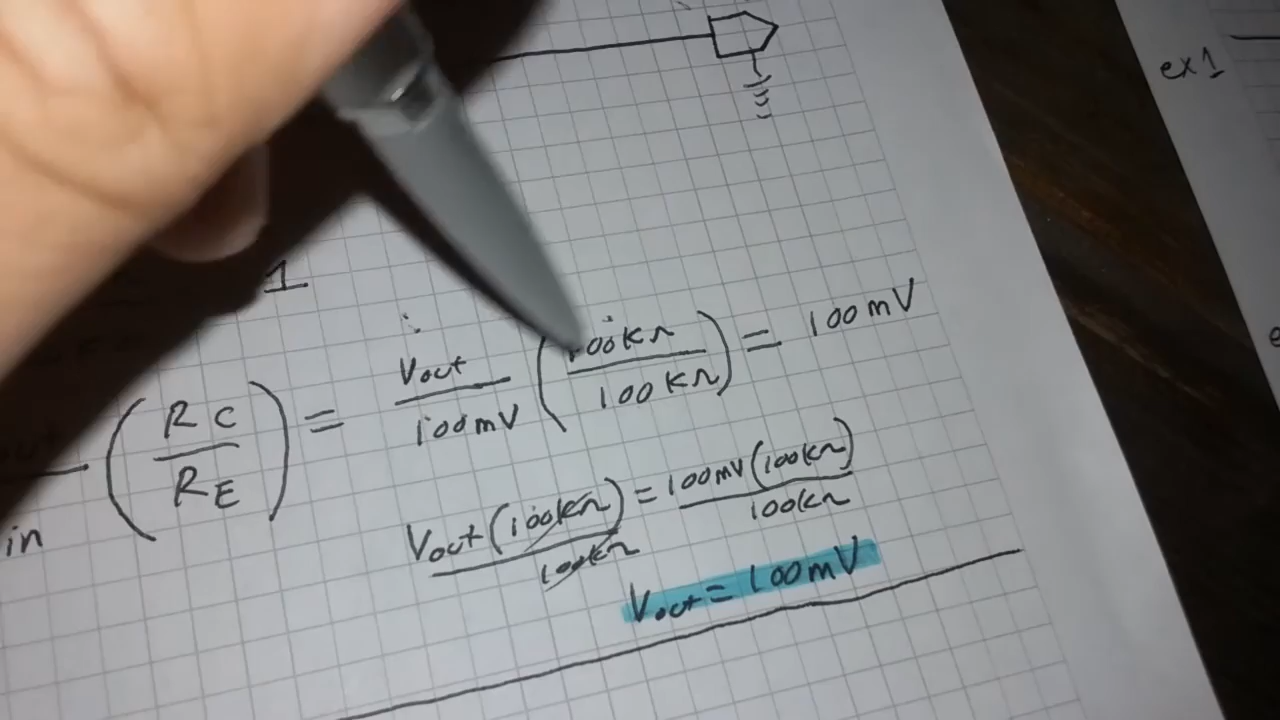 ex1
1
in (RC/RE) = Vout/100mV (100KΩ/100KΩ) = 100mV
Vout(100KΩ)/100KΩ = 100mV(100KΩ)/100KΩ
Vout = 100mV